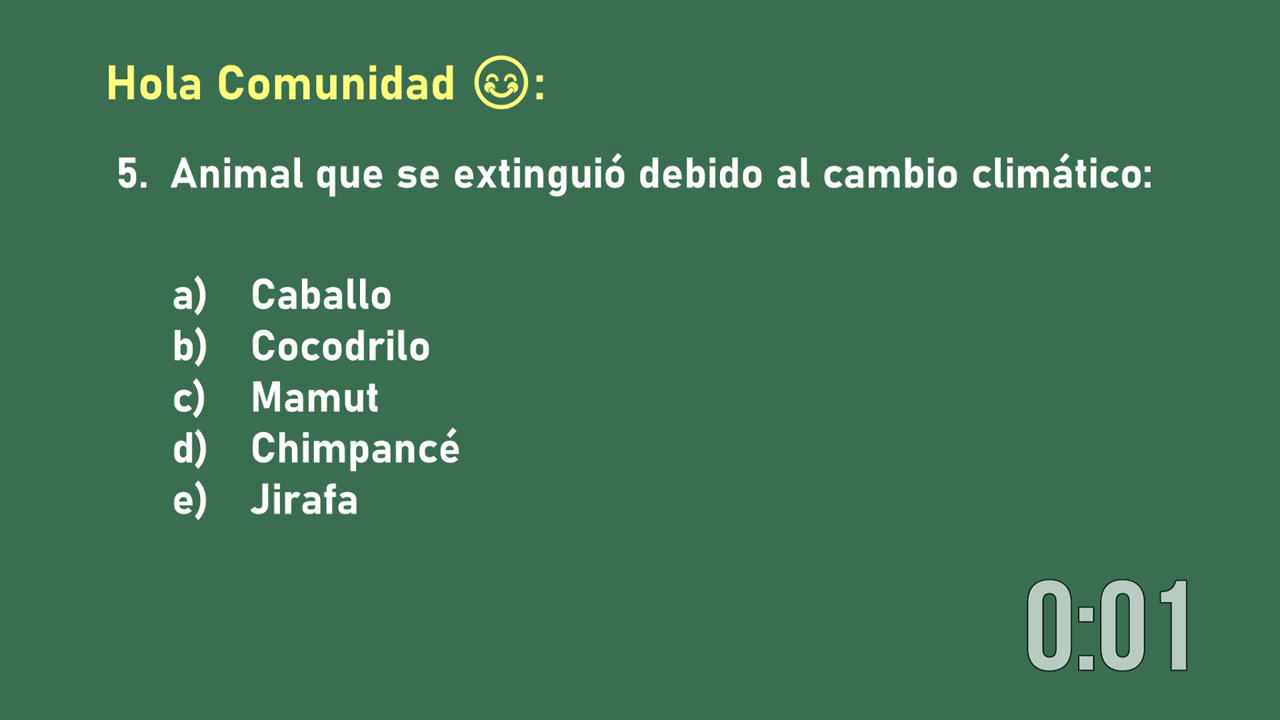 Hola Comunidad 😊:
5. Animal que se extinguió debido al cambio climático:
a) Caballo
b) Cocodrilo
c) Mamut
d) Chimpancé
e) Jirafa
0:01